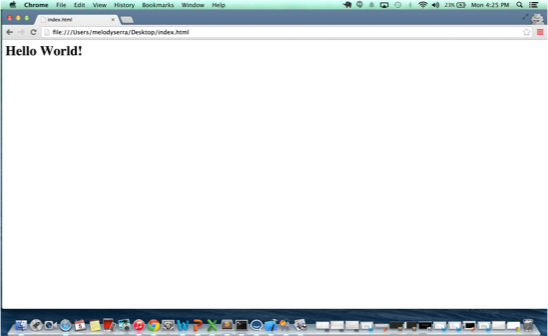 Chrome File Edit View History Bookmarks Window Help 23% Mon 4:25 PM
index.html
file:///Users/melodyserra/Desktop/index.html
Hello World!